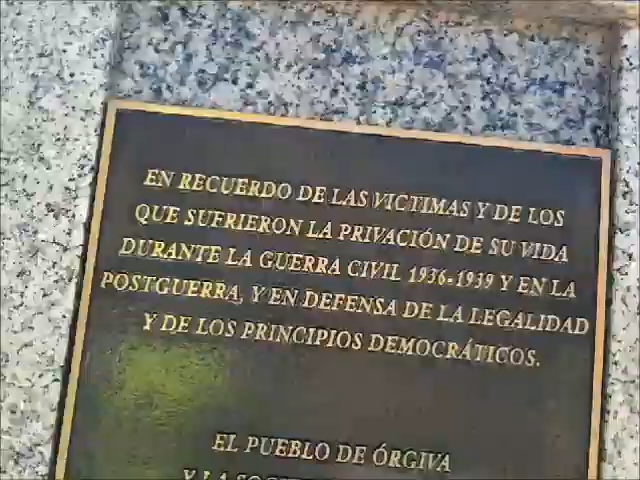 EN RECUERDO DE LAS VICTIMAS Y DE LOS
QUE SUFRIERON LA PRIVACIÓN DE SU VIDA
DURANTE LA GUERRA CIVIL 1936-1939 Y EN LA
POSTGUERRA, Y EN DEFENSA DE LA LEGALIDAD
Y DE LOS PRINCIPIOS DEMOCRÁTICOS.
EL PUEBLO DE ÓRGIVA
Y LA